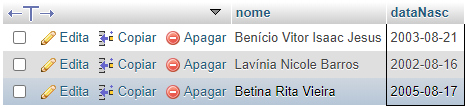 nome dataNasc
Edita Copiar Apagar Benício Vitor Isaac Jesus 2003-08-21
Edita Copiar Apagar Lavínia Nicole Barros 2002-08-16
Edita Copiar Apagar Betina Rita Vieira 2005-08-17